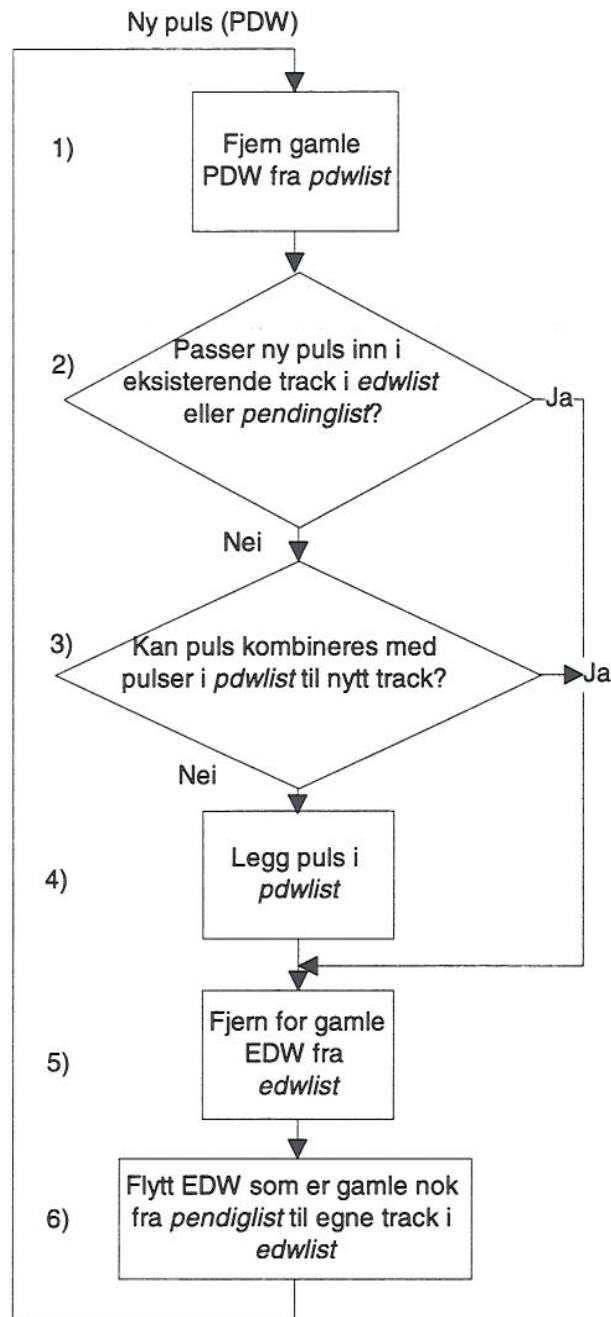 Ny puls (PDW)
1)
Fjern gamle
PDW fra pdwlist
2)
Passer ny puls inn i
eksisterende track i edwlist
eller pendinglist?
Ja
Nei
3)
Kan puls kombineres med
pulser i pdwlist til nytt track?
Ja
Nei
4)
Legg puls i
pdwlist
5)
Fjern for gamle
EDW fra
edwlist
6)
Flytt EDW som er gamle nok
fra pendiglist til egne track i
edwlist